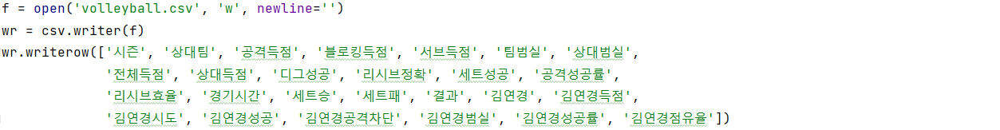 f = open('volleyball.csv', 'w', newline='')
wr = csv.writer(f)
wr.writerow(['시즌', '상대팀', '공격득점', '블로킹득점', '서브득점', '팀범실', '상대범실',
'전체득점', '상대득점', '디그성공', '리시브정확', '세트성공', '공격성공률',
'리시브효율', '경기시간', '세트승', '세트패', '결과', '김연경', '김연경득점',
'김연경시도', '김연경성공', '김연경공격차단', '김연경범실', '김연경성공률', '김연경점유율'])